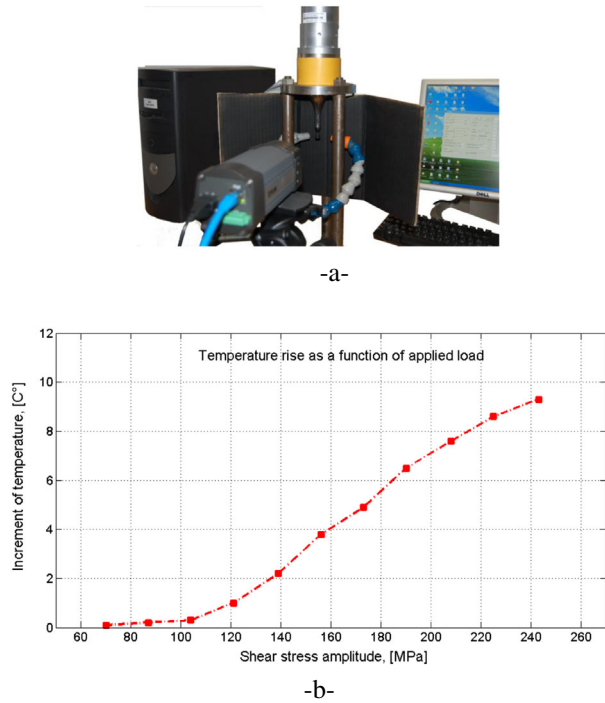 DELL
-a-
Temperature rise as a function of applied load
12
10
8
6
4
2
0
Increment of temperature, [C°]
60 80 100 120 140 160 180 200 220 240 260
Shear stress amplitude, [MPa]
-b-